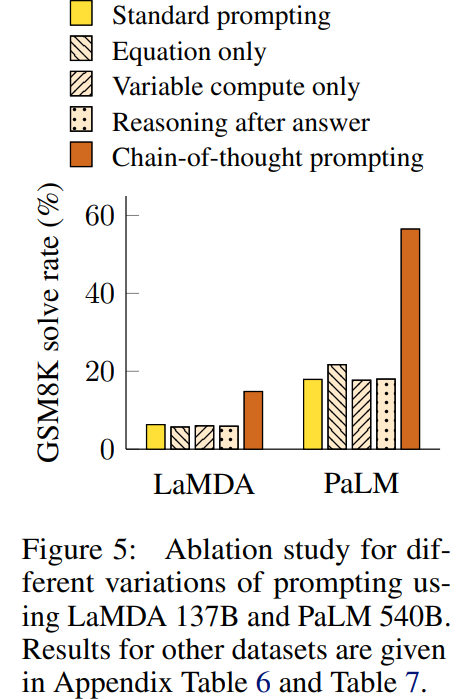 Standard prompting
Equation only
Variable compute only
Reasoning after answer
Chain-of-thought prompting
GSM8K solve rate (%)
60
40
20
0
LaMDA
PaLM
Figure 5: Ablation study for dif-
ferent variations of prompting us-
ing LaMDA 137B and PaLM 540B.
Results for other datasets are given
in Appendix Table 6 and Table 7.